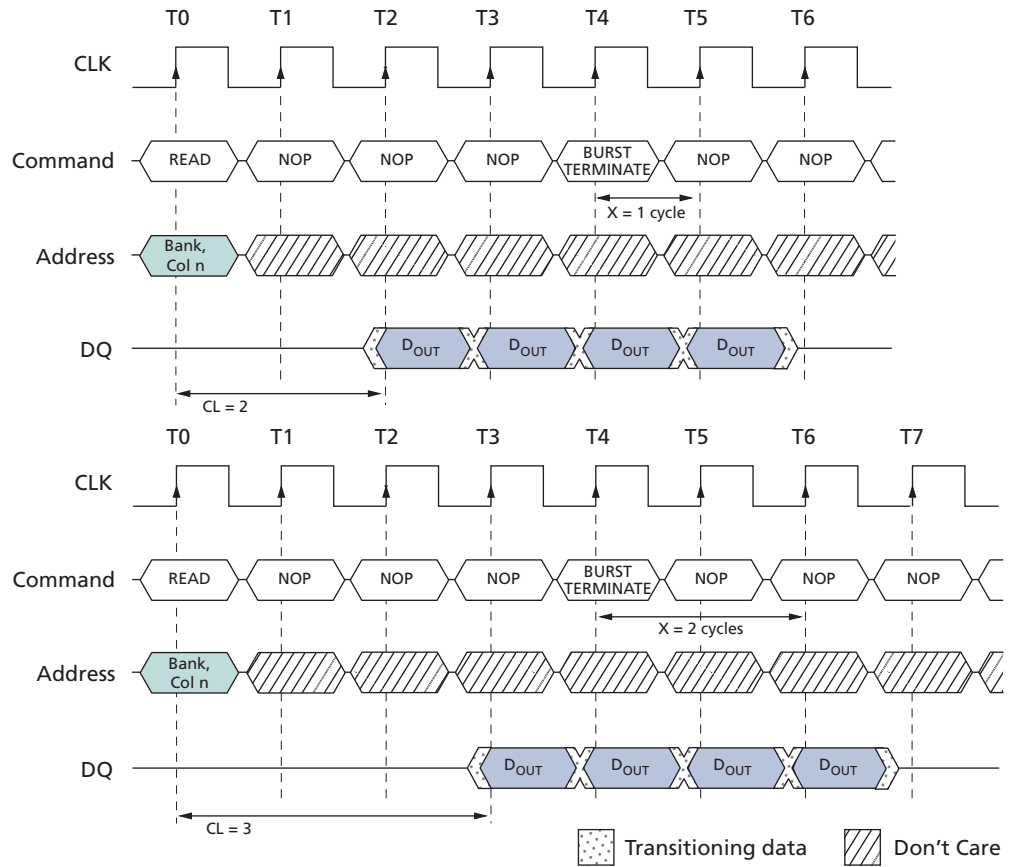 T0 T1 T2 T3 T4 T5 T6
CLK
Command READ NOP NOP NOP BURST TERMINATE NOP NOP
X = 1 cycle
Address Bank, Col n
DQ DOUT DOUT DOUT DOUT
CL = 2
T0 T1 T2 T3 T4 T5 T6 T7
CLK
Command READ NOP NOP NOP BURST TERMINATE NOP NOP NOP
X = 2 cycles
Address Bank, Col n
DQ DOUT DOUT DOUT DOUT
CL = 3
Transitioning data Don't Care